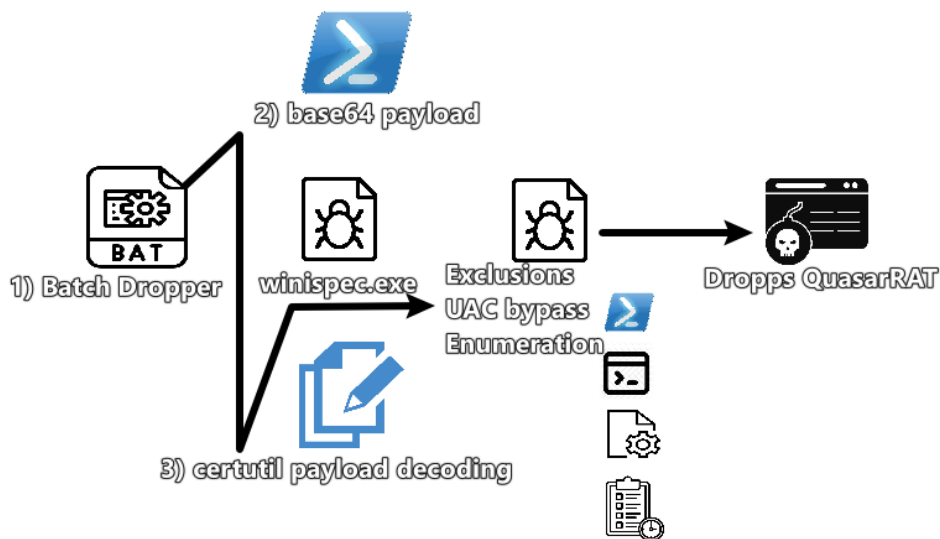 2) base64 payload
BAT
1) Batch Dropper
winispec.exe
Exclusions
UAC bypass
Enumeration
Dropps QuasarRAT
3) certutil payload decoding